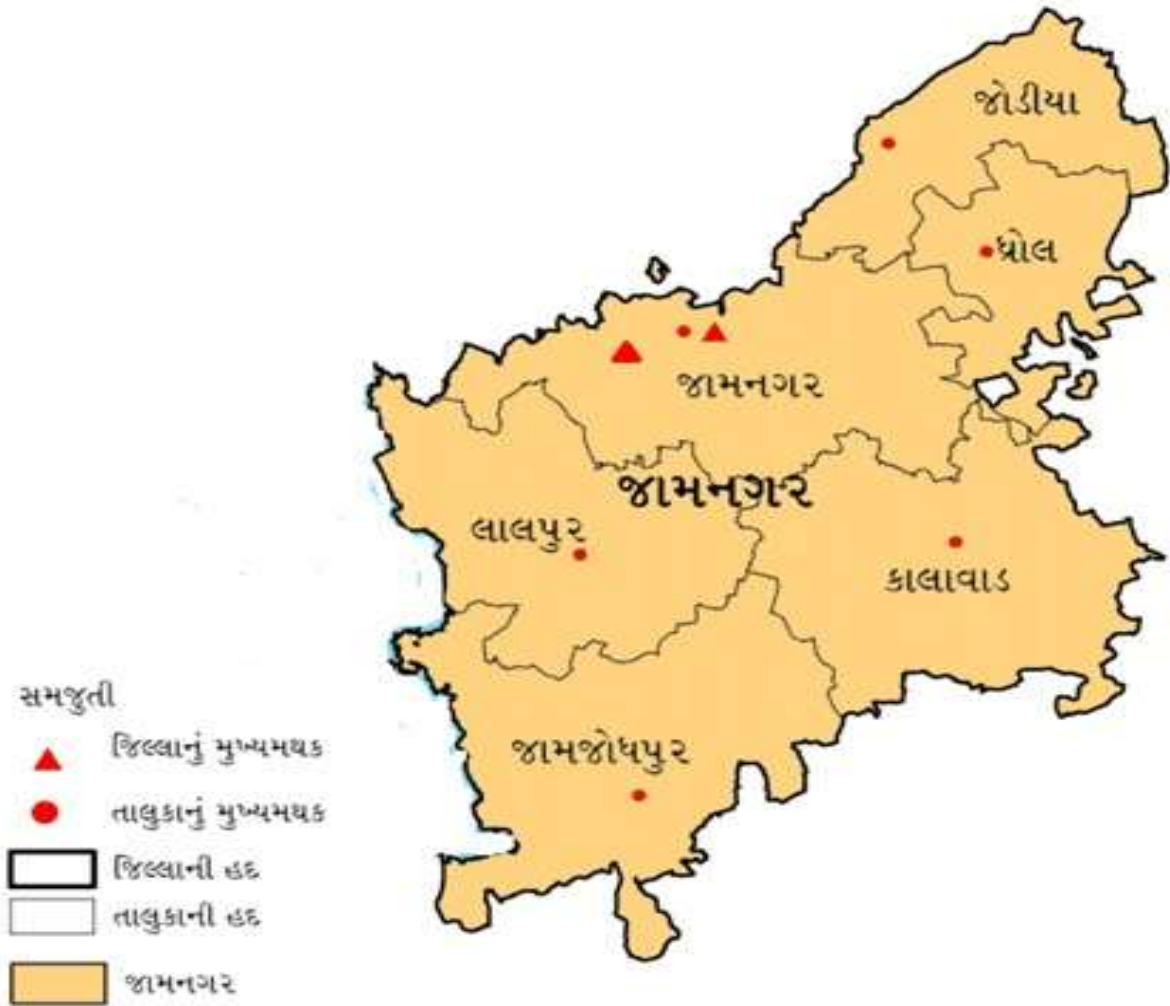 જોડીયા
ધ્રોલ
જામનગર
જામનગર
લાલપુર
કાલાવાડ
જામજોધપુર
સમજુતી
જિલ્લાનું મુખ્યમથક
તાલુકાનું મુખ્યમથક
જિલ્લાની હદ
તાલુકાની હદ
જામનગર